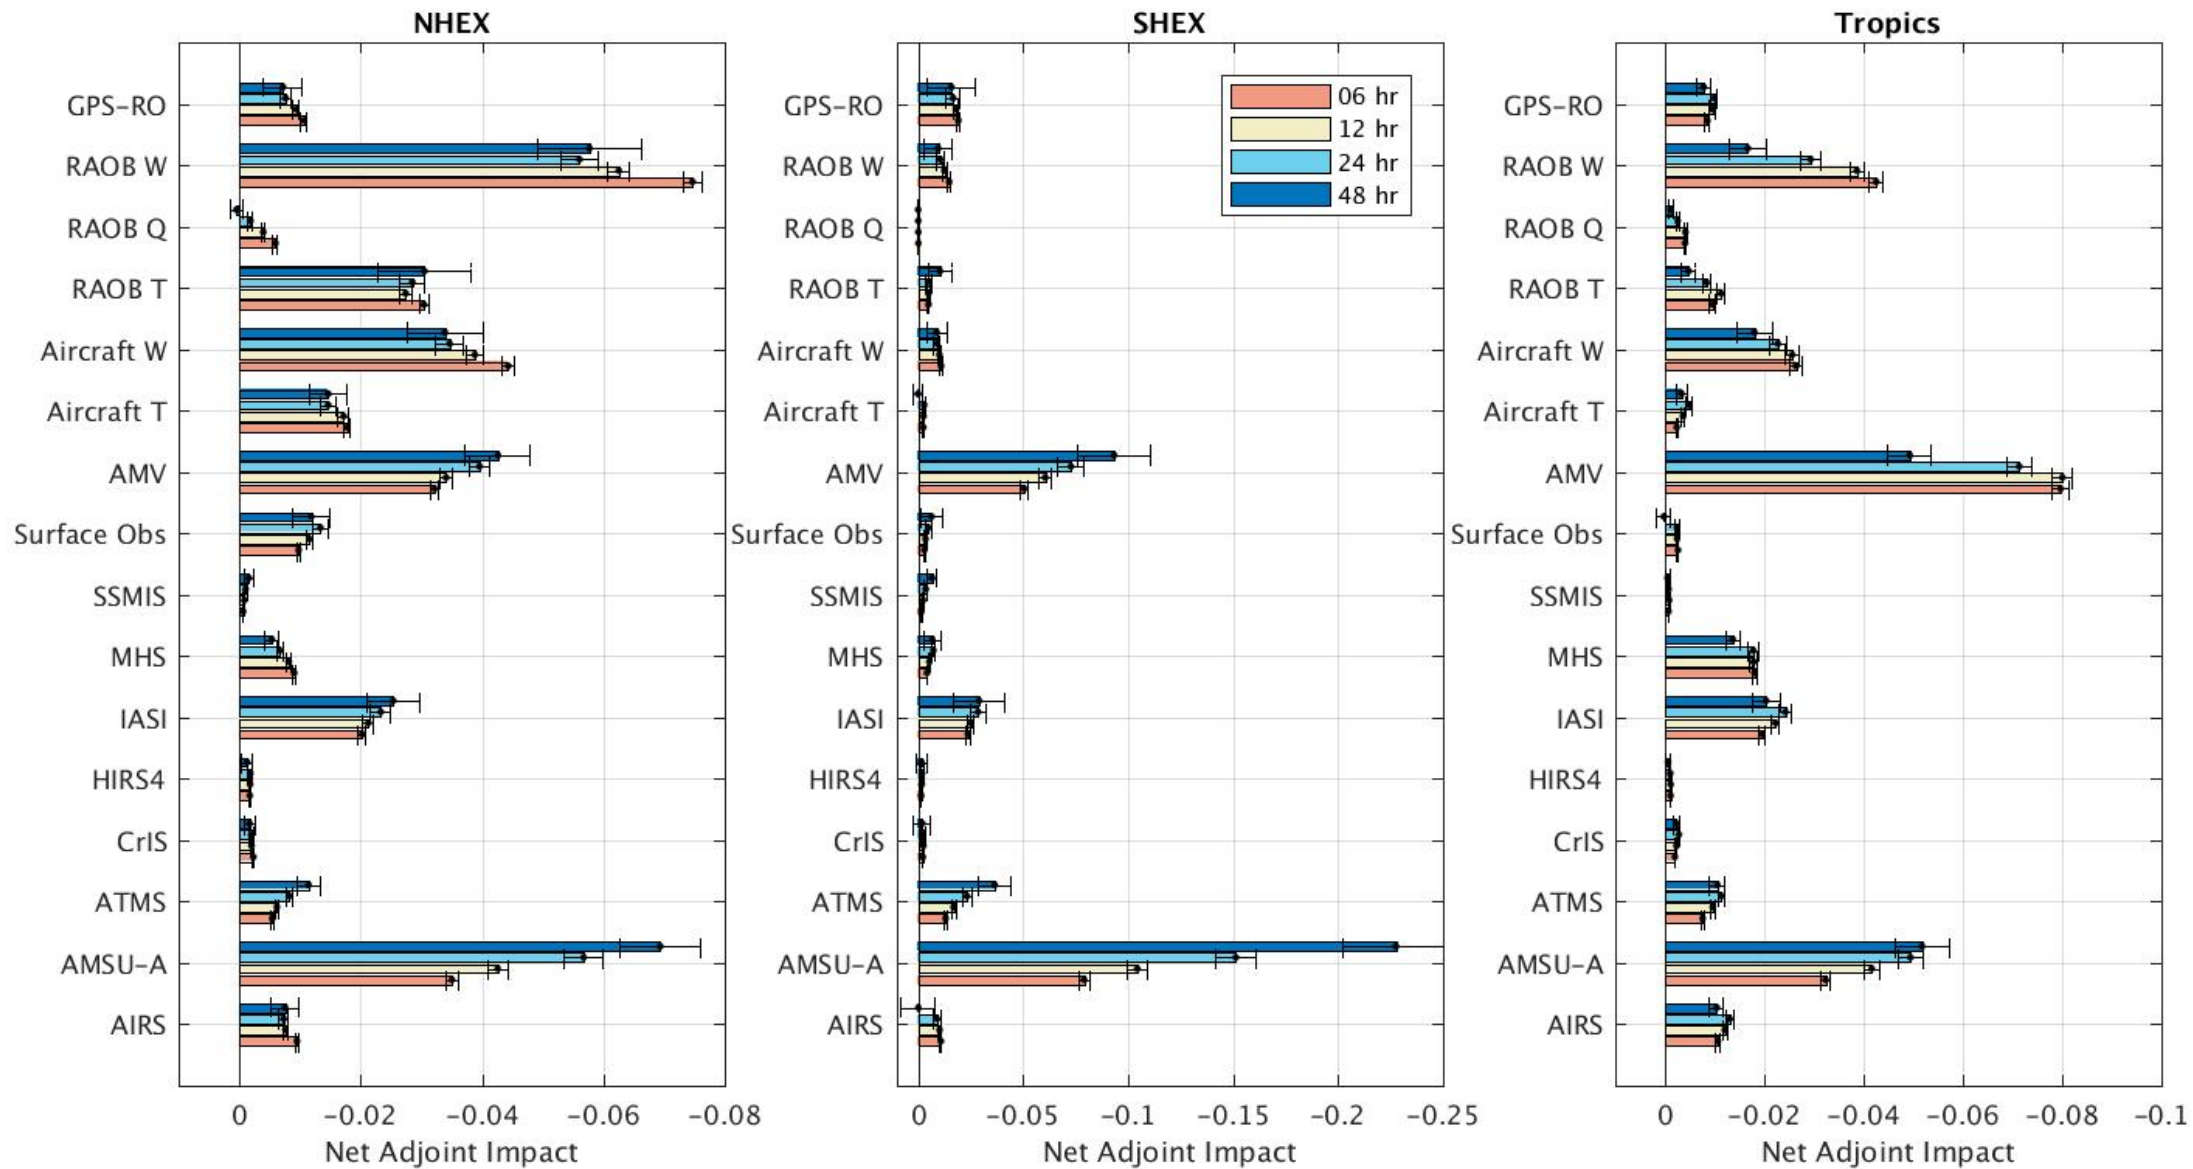 NHEX
GPS-RO
RAOB W
RAOB Q
RAOB T
Aircraft W
Aircraft T
AMV
Surface Obs
SSMIS
MHS
IASI
HIRS4
CrIS
ATMS
AMSU-A
AIRS
0 -0.02 -0.04 -0.06 -0.08
Net Adjoint Impact
SHEX
06 hr
12 hr
24 hr
48 hr
GPS-RO
RAOB W
RAOB Q
RAOB T
Aircraft W
Aircraft T
AMV
Surface Obs
SSMIS
MHS
IASI
HIRS4
CrIS
ATMS
AMSU-A
AIRS
0 -0.05 -0.1 -0.15 -0.2 -0.25
Net Adjoint Impact
Tropics
GPS-RO
RAOB W
RAOB Q
RAOB T
Aircraft W
Aircraft T
AMV
Surface Obs
SSMIS
MHS
IASI
HIRS4
CrIS
ATMS
AMSU-A
AIRS
0 -0.02 -0.04 -0.06 -0.08 -0.1
Net Adjoint Impact